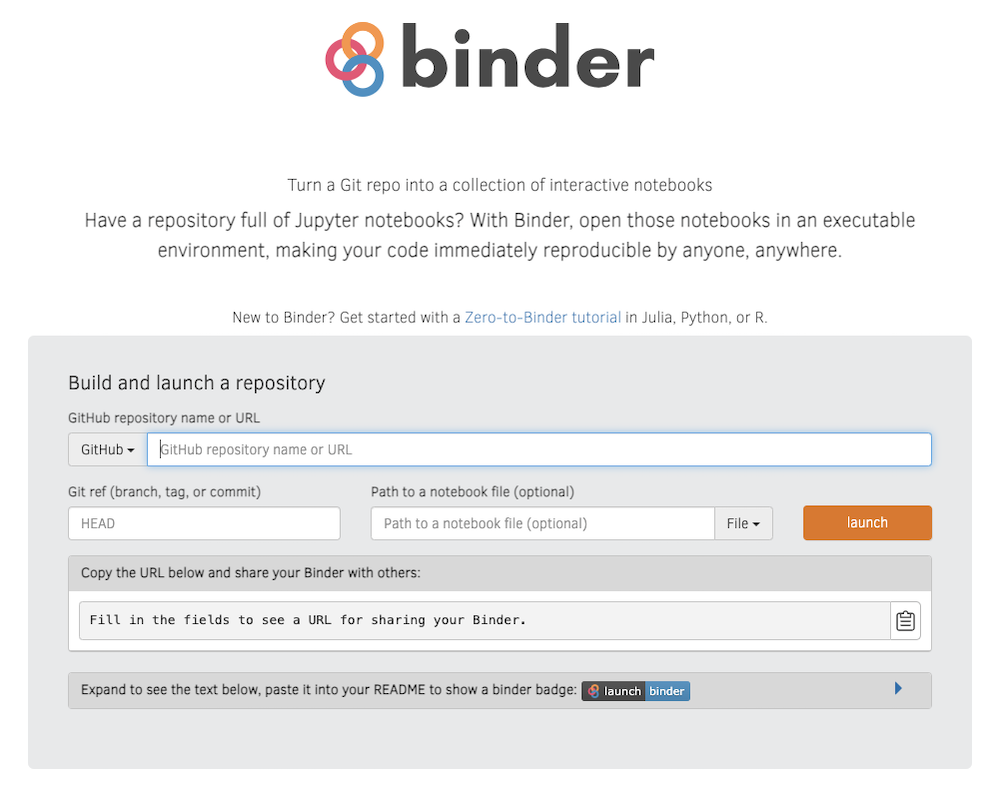 binder
Turn a Git repo into a collection of interactive notebooks
Have a repository full of Jupyter notebooks? With Binder, open those notebooks in an executable
environment, making your code immediately reproducible by anyone, anywhere.
New to Binder? Get started with a Zero-to-Binder tutorial in Julia, Python, or R.
Build and launch a repository
GitHub repository name or URL
GitHub GitHub repository name or URL
Git ref (branch, tag, or commit) Path to a notebook file (optional)
HEAD Path to a notebook file (optional) File launch
Copy the URL below and share your Binder with others:
Fill in the fields to see a URL for sharing your Binder.
Expand to see the text below, paste it into your README to show a binder badge: launch binder